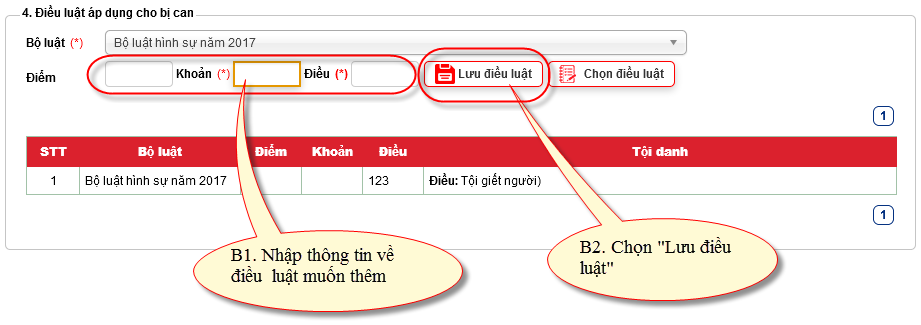 4. Điều luật áp dụng cho bị can
Bộ luật (*) Bộ luật hình sự năm 2017
Điểm Khoản (*) Điều (*) Lưu điều luật Chọn điều luật
1
STT Bộ luật Điểm Khoản Điều Tội danh
1 Bộ luật hình sự năm 2017 123 Điều: Tội giết người)
1
B1. Nhập thông tin về
điều luật muốn thêm
B2. Chọn "Lưu điều
luật"